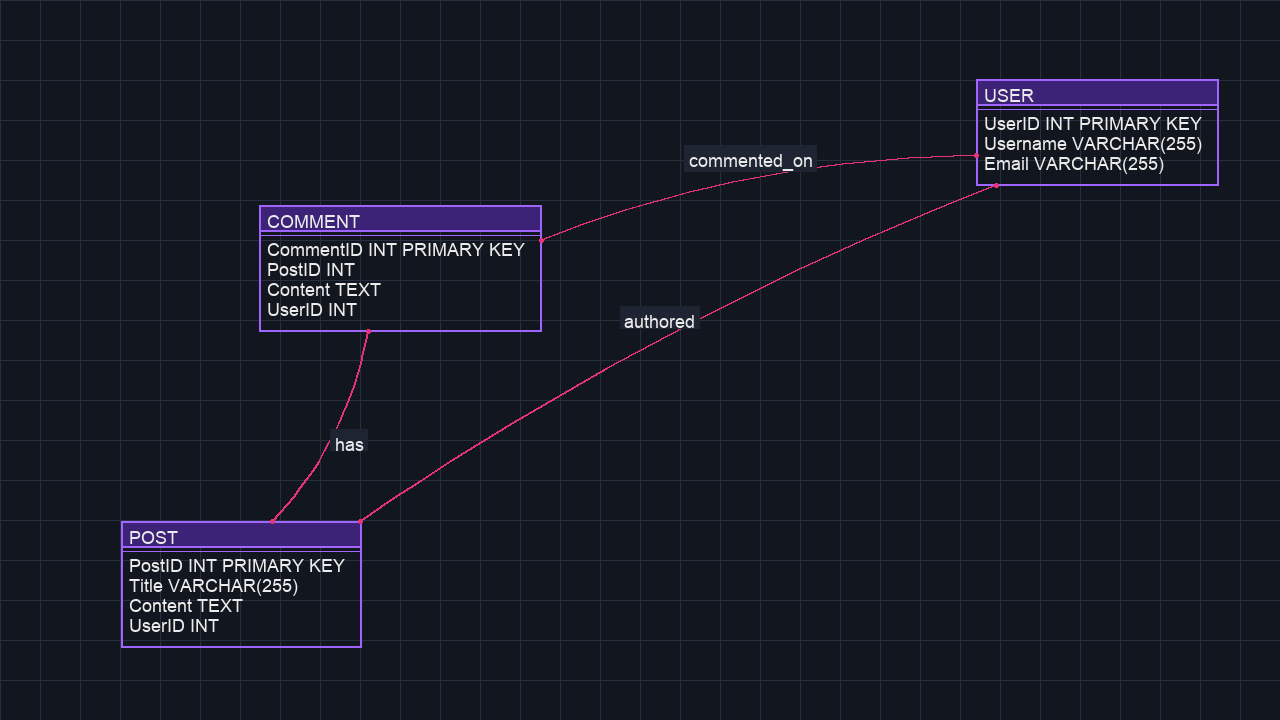 USER
UserID INT PRIMARY KEY
Username VARCHAR(255)
Email VARCHAR(255)
commented_on
COMMENT
CommentID INT PRIMARY KEY
PostID INT
Content TEXT
UserID INT
authored
has
POST
PostID INT PRIMARY KEY
Title VARCHAR(255)
Content TEXT
UserID INT